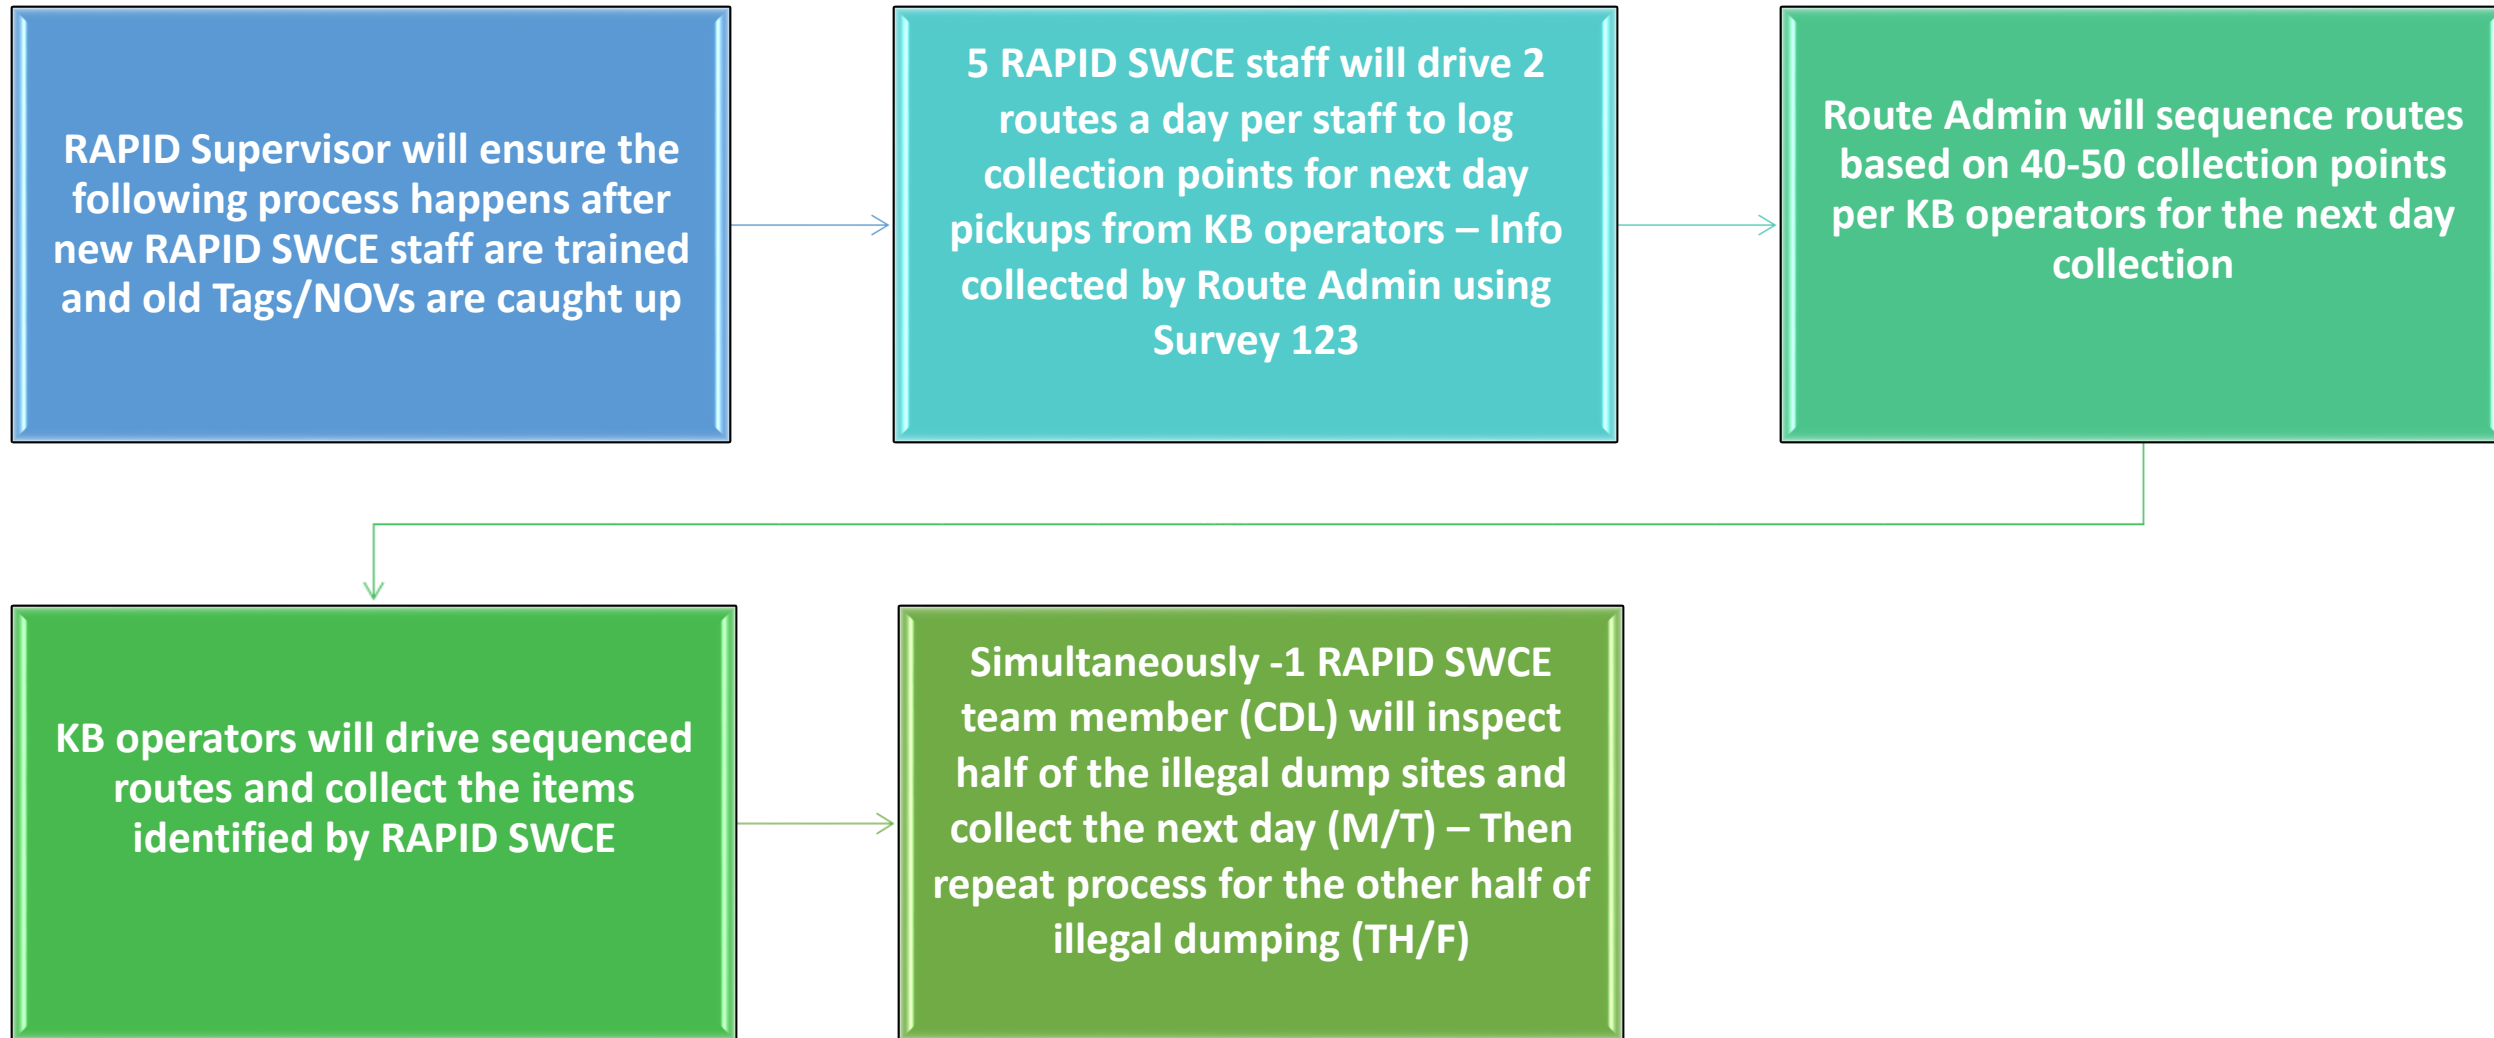 RAPID Supervisor will ensure the
following process happens after
new RAPID SWCE staff are trained
and old Tags/NOVs are caught up
5 RAPID SWCE staff will drive 2
routes a day per staff to log
collection points for next day
pickups from KB operators – Info
collected by Route Admin using
Survey 123
Route Admin will sequence routes
based on 40-50 collection points
per KB operators for the next day
collection
KB operators will drive sequenced
routes and collect the items
identified by RAPID SWCE
Simultaneously -1 RAPID SWCE
team member (CDL) will inspect
half of the illegal dump sites and
collect the next day (M/T) – Then
repeat process for the other half of
illegal dumping (TH/F)